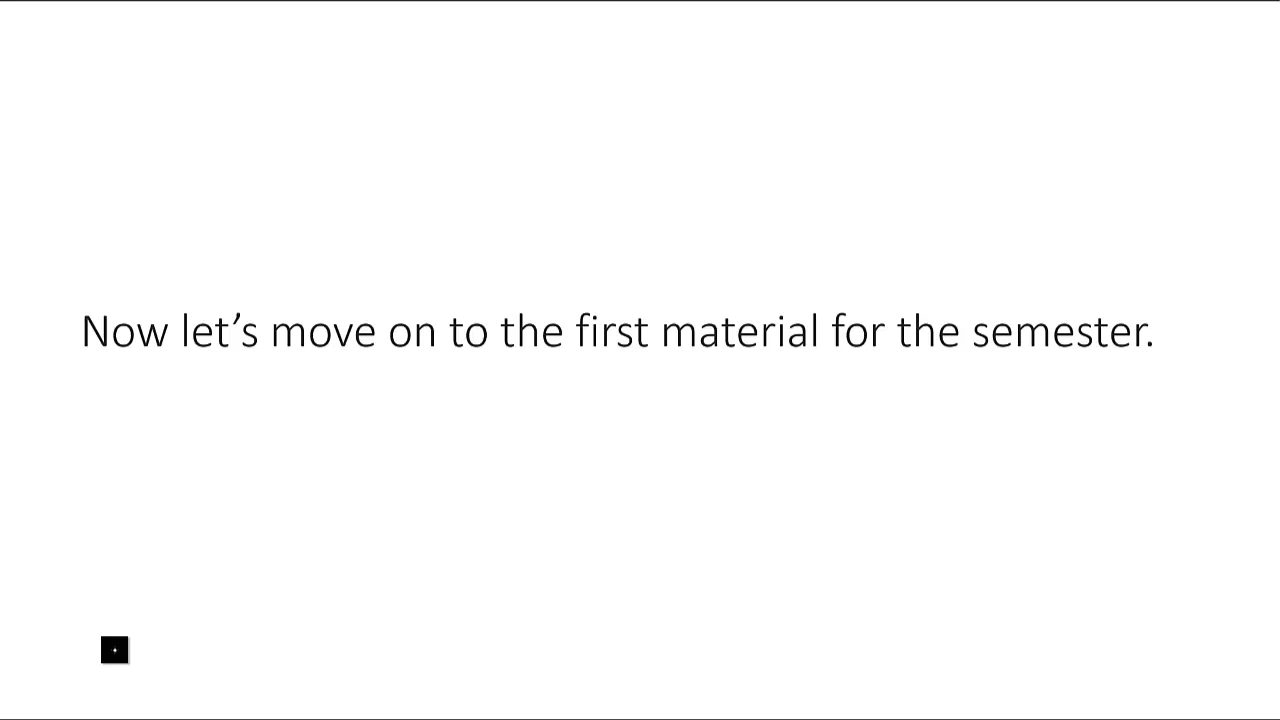 Now let’s move on to the first material for the semester.